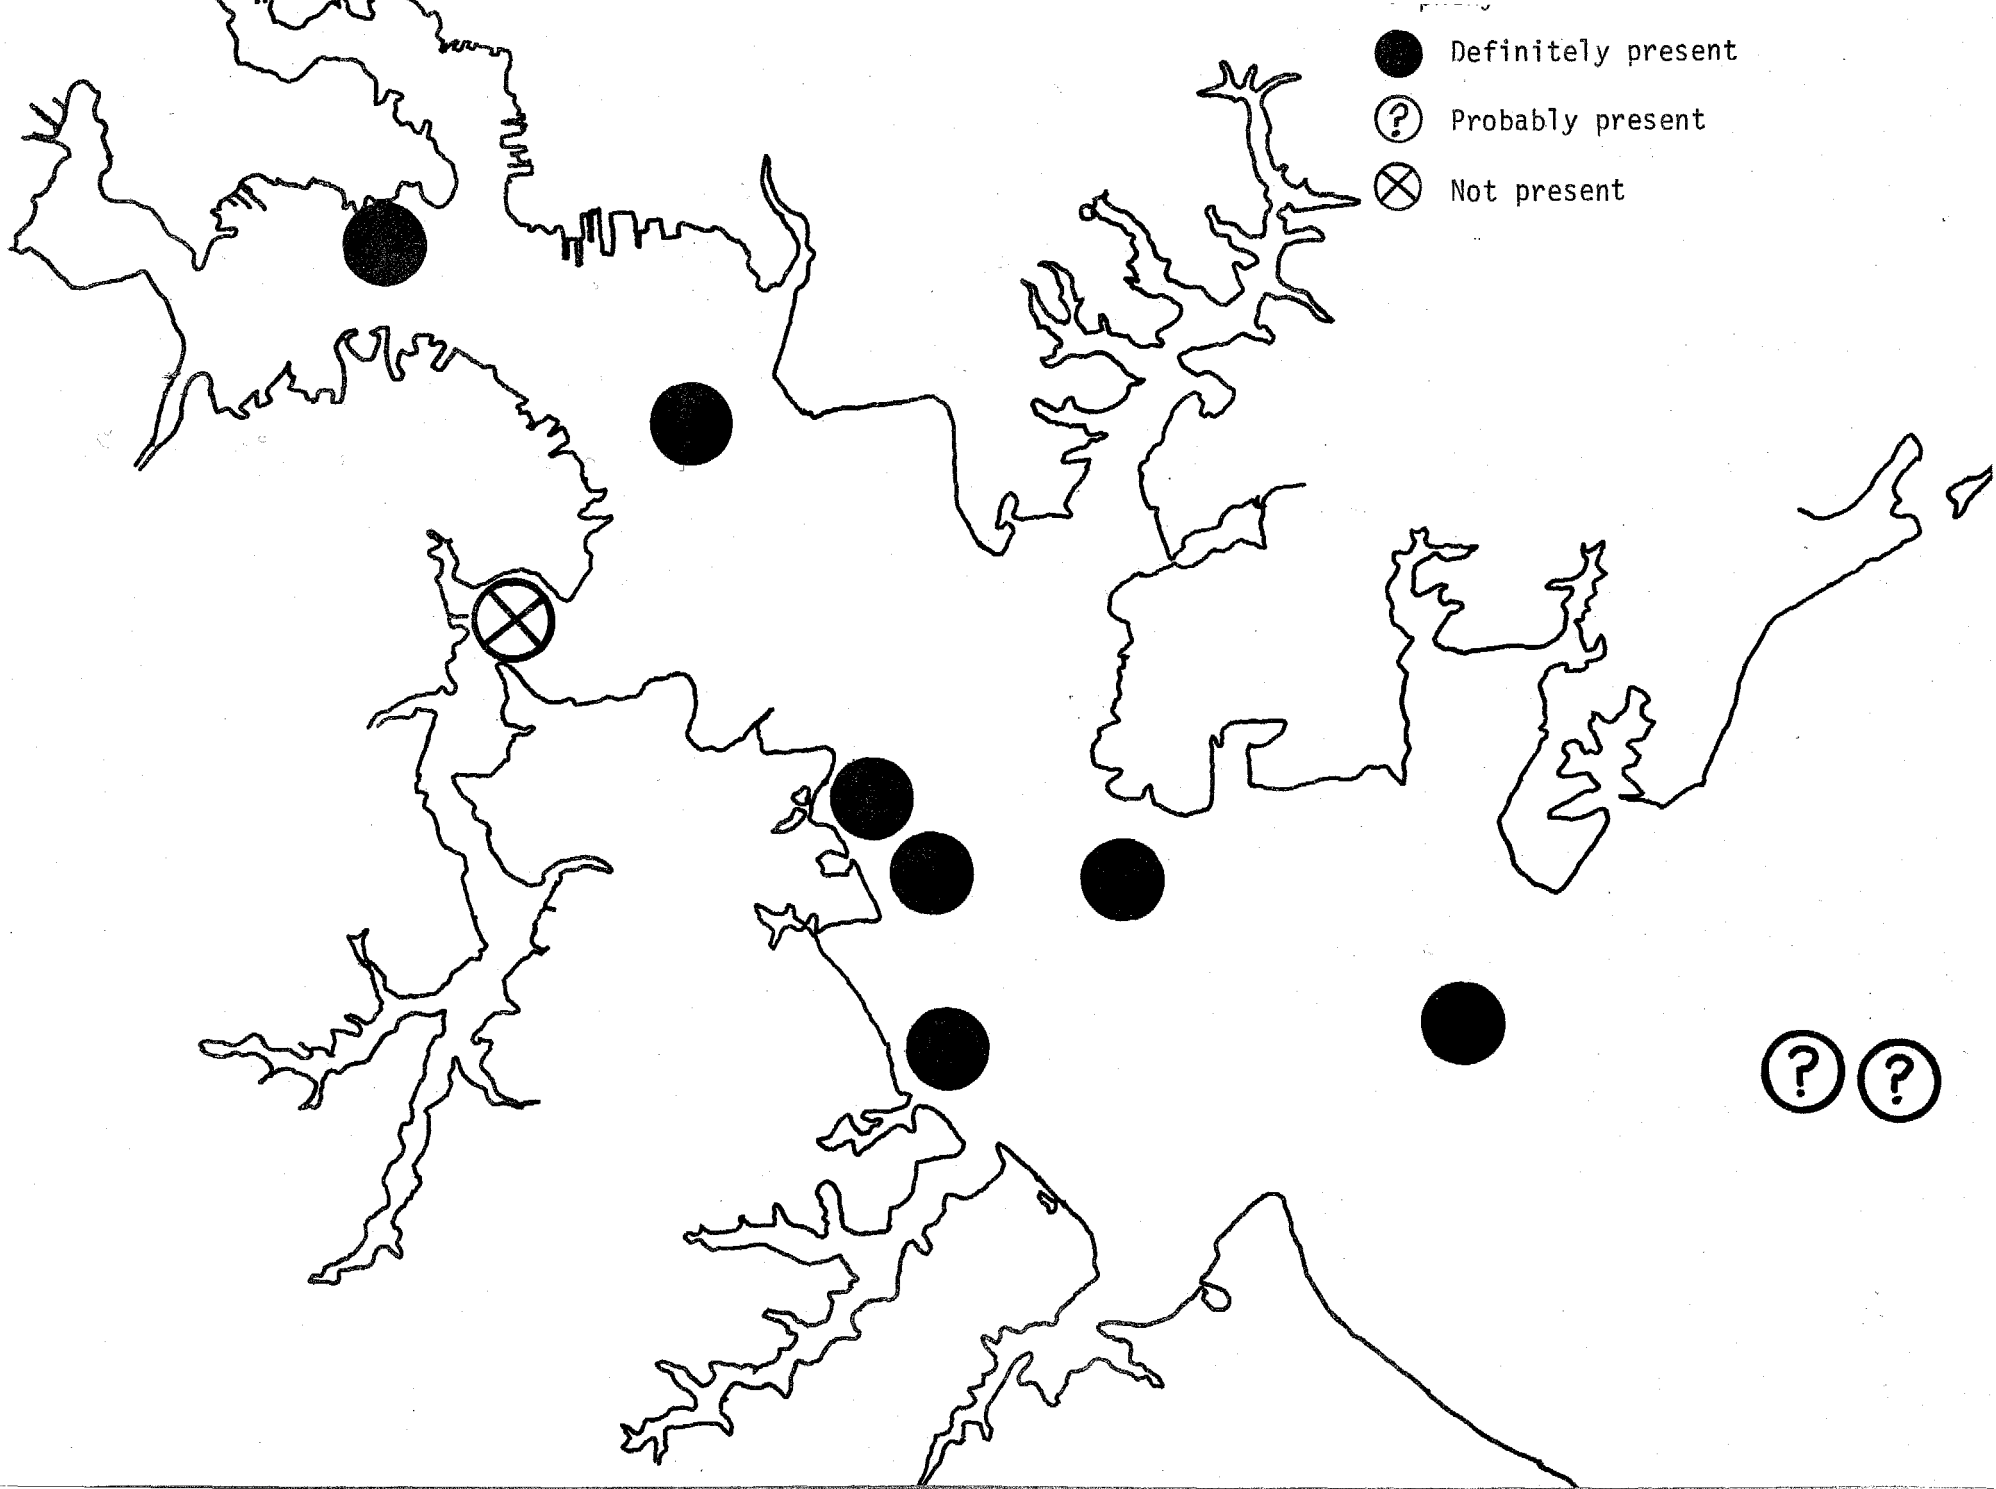 Definitely present
? Probably present
Not present
? ?